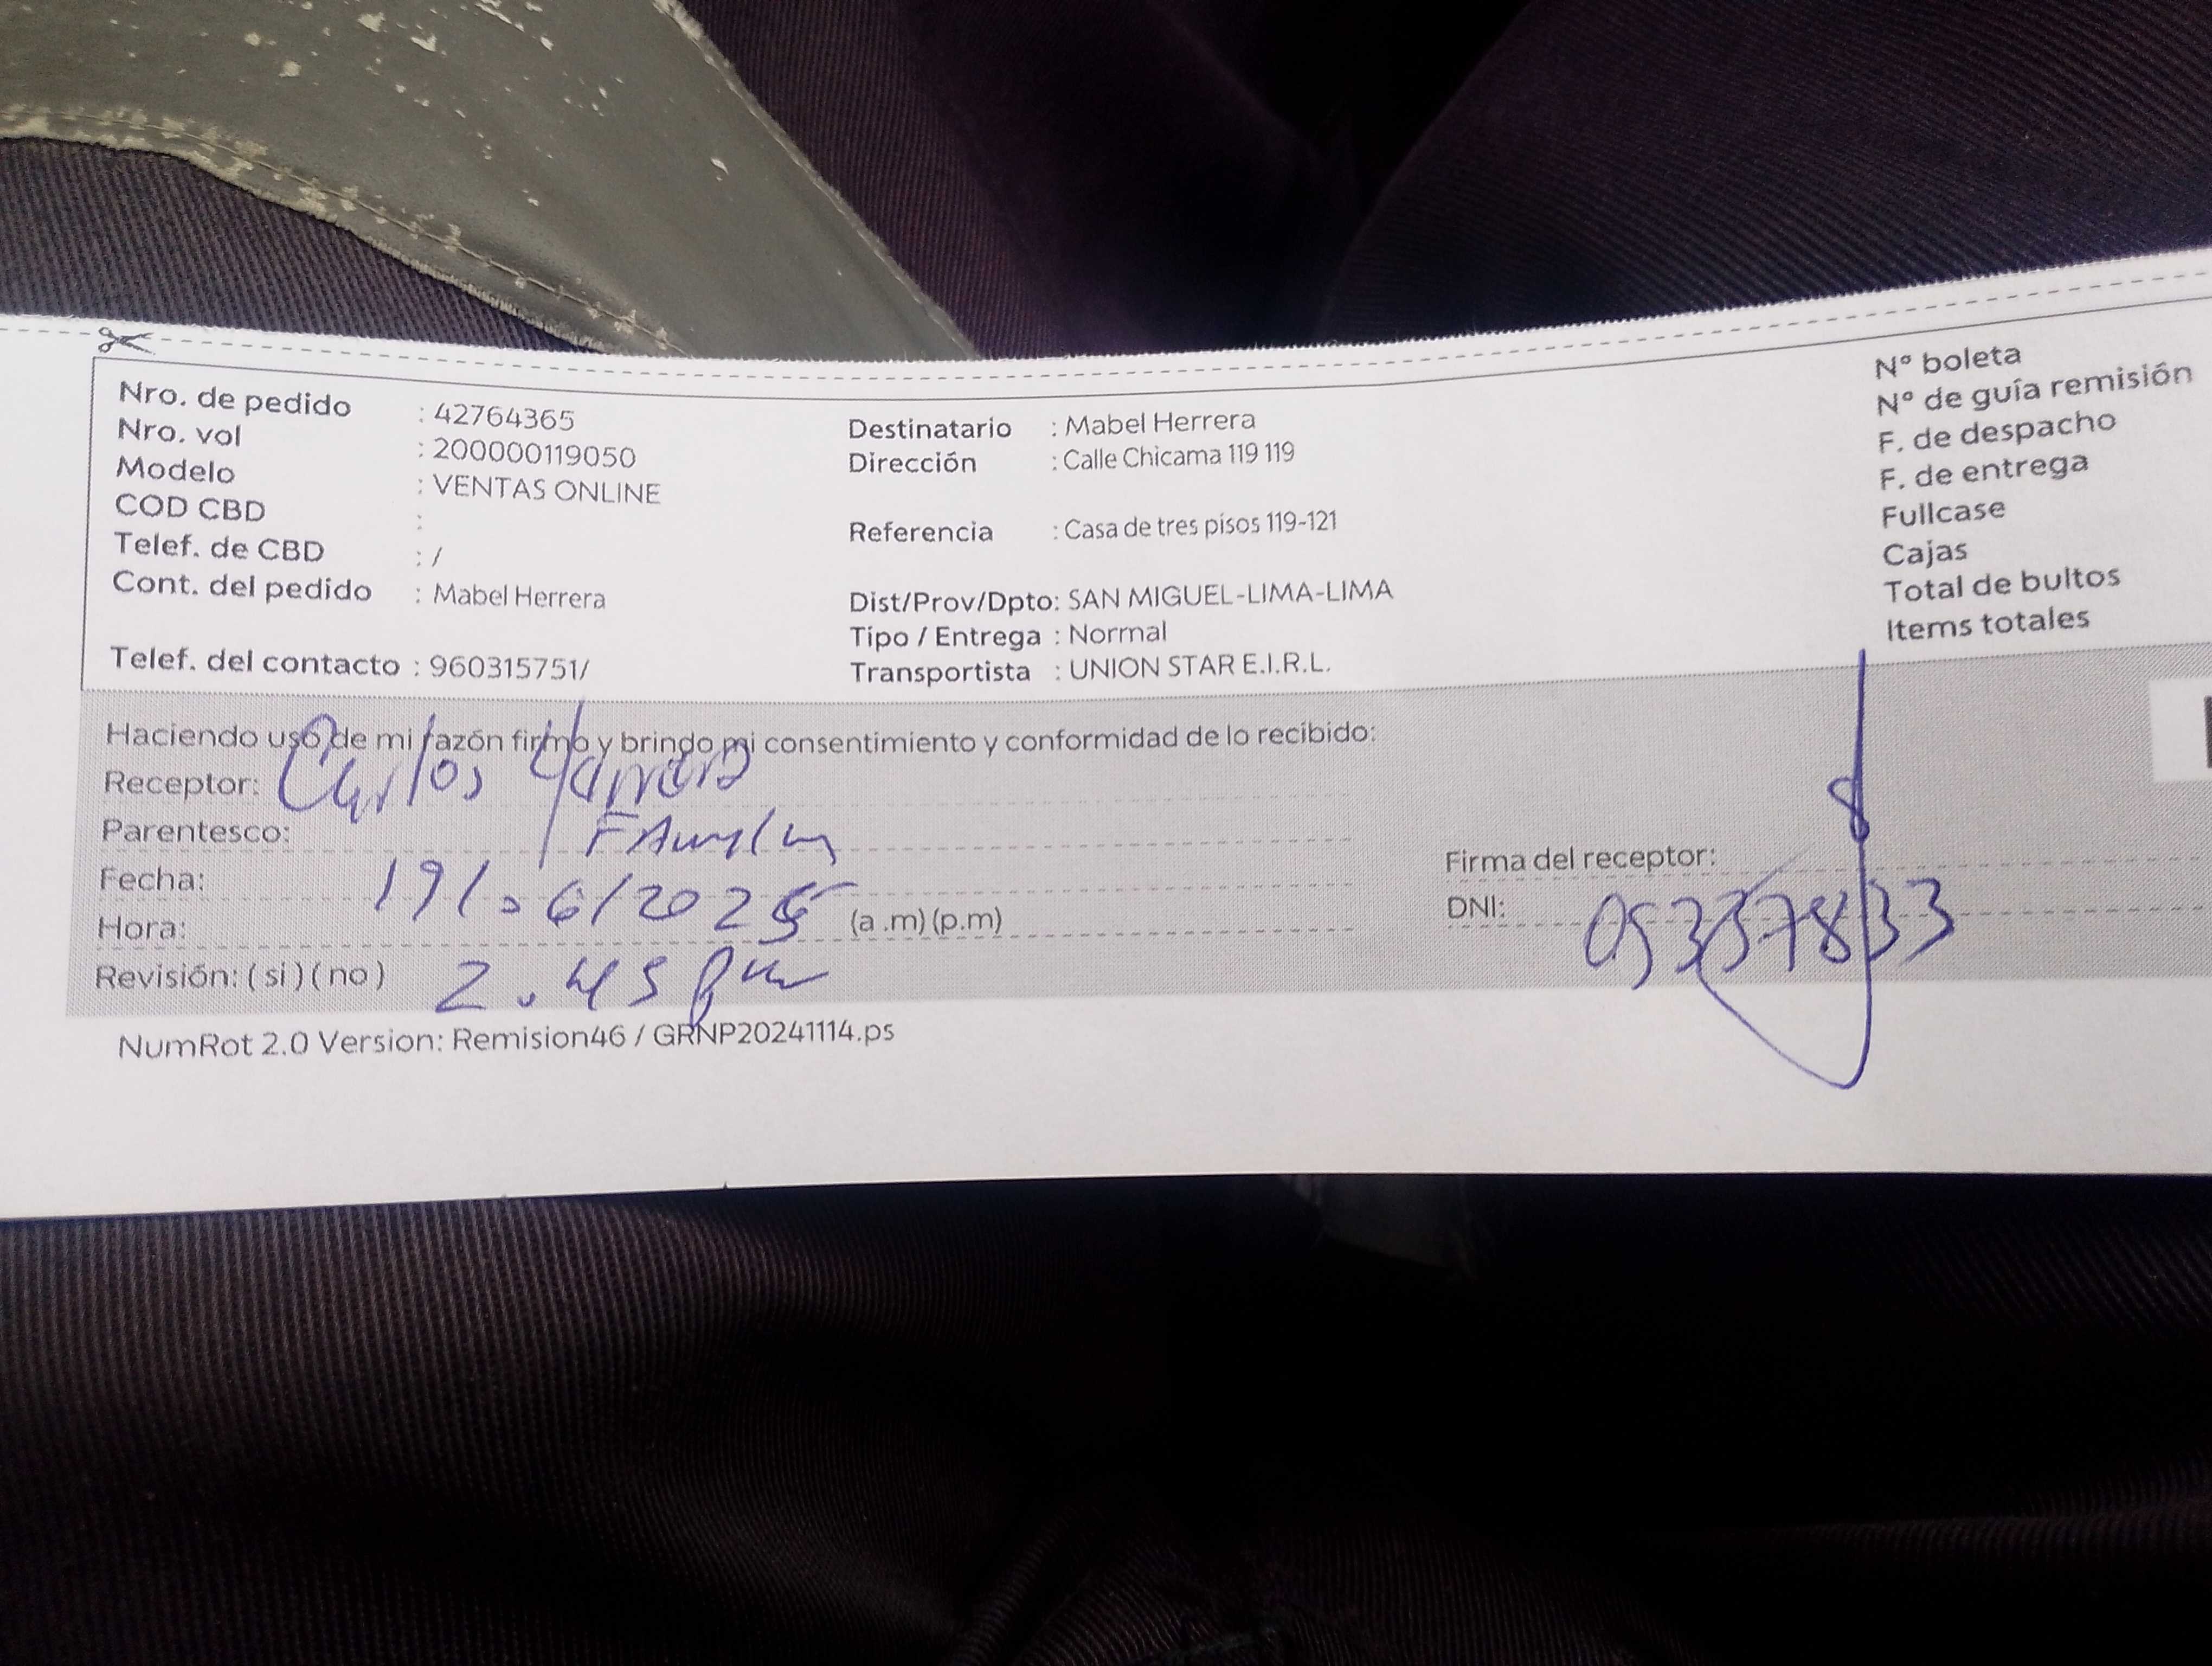 Nro. de pedido : 42764365
Nro. vol : 200000119050
Modelo : VENTAS ONLINE
COD CBD :
Telef. de CBD : /
Cont. del pedido : Mabel Herrera
Telef. del contacto : 960315751/
Destinatario : Mabel Herrera
Dirección : Calle Chicama 119 119
Referencia : Casa de tres pisos 119-121
Dist/Prov/Dpto: SAN MIGUEL-LIMA-LIMA
Tipo / Entrega : Normal
Transportista : UNION STAR E.I.R.L.
N° boleta
N° de guía remisión
F. de despacho
F. de entrega
Fullcase
Cajas
Total de bultos
Items totales
Haciendo uso de mi razón firmo y brindo mi consentimiento y conformidad de lo recibido:
Receptor: Carlos
Parentesco:
Fecha: 19/06/2025
Hora: (a .m) (p.m)
Revisión: ( si ) ( no ) 2.45 pm
Firma del receptor:
DNI:
NumRot 2.0 Version: Remision46 / GRNP20241114.ps